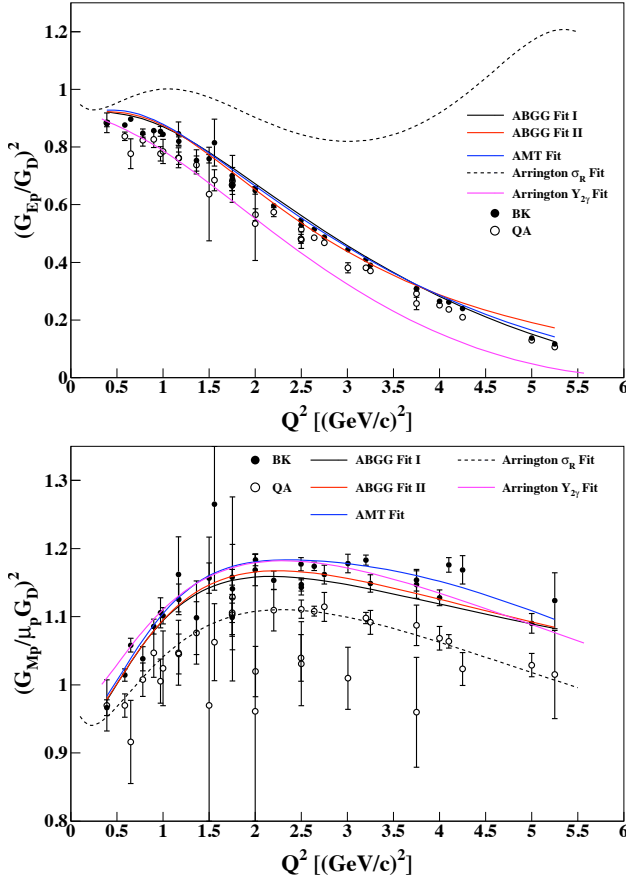 1.2
1
0.8
0.6
0.4
0.2
0
(G_Ep/G_D)^2
ABGG Fit I
ABGG Fit II
AMT Fit
Arrington σ_R Fit
Arrington Y_2γ Fit
BK
QA
0 0.5 1 1.5 2 2.5 3 3.5 4 4.5 5 5.5 6
Q^2 [(GeV/c)^2]
1.3
1.2
1.1
1
0.9
0.8
(G_Mp/μ_p G_D)^2
BK ABGG Fit I Arrington σ_R Fit
QA ABGG Fit II Arrington Y_2γ Fit
AMT Fit
0 0.5 1 1.5 2 2.5 3 3.5 4 4.5 5 5.5 6
Q^2 [(GeV/c)^2]